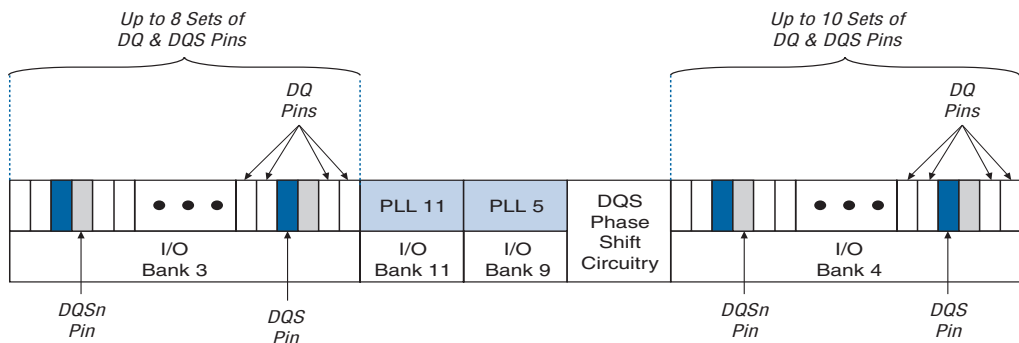 Up to 8 Sets of
DQ & DQS Pins
Up to 10 Sets of
DQ & DQS Pins
DQ
Pins
DQ
Pins
PLL 11
PLL 5
DQS
Phase
Shift
Circuitry
I/O
Bank 3
I/O
Bank 11
I/O
Bank 9
I/O
Bank 4
DQSn
Pin
DQS
Pin
DQSn
Pin
DQS
Pin